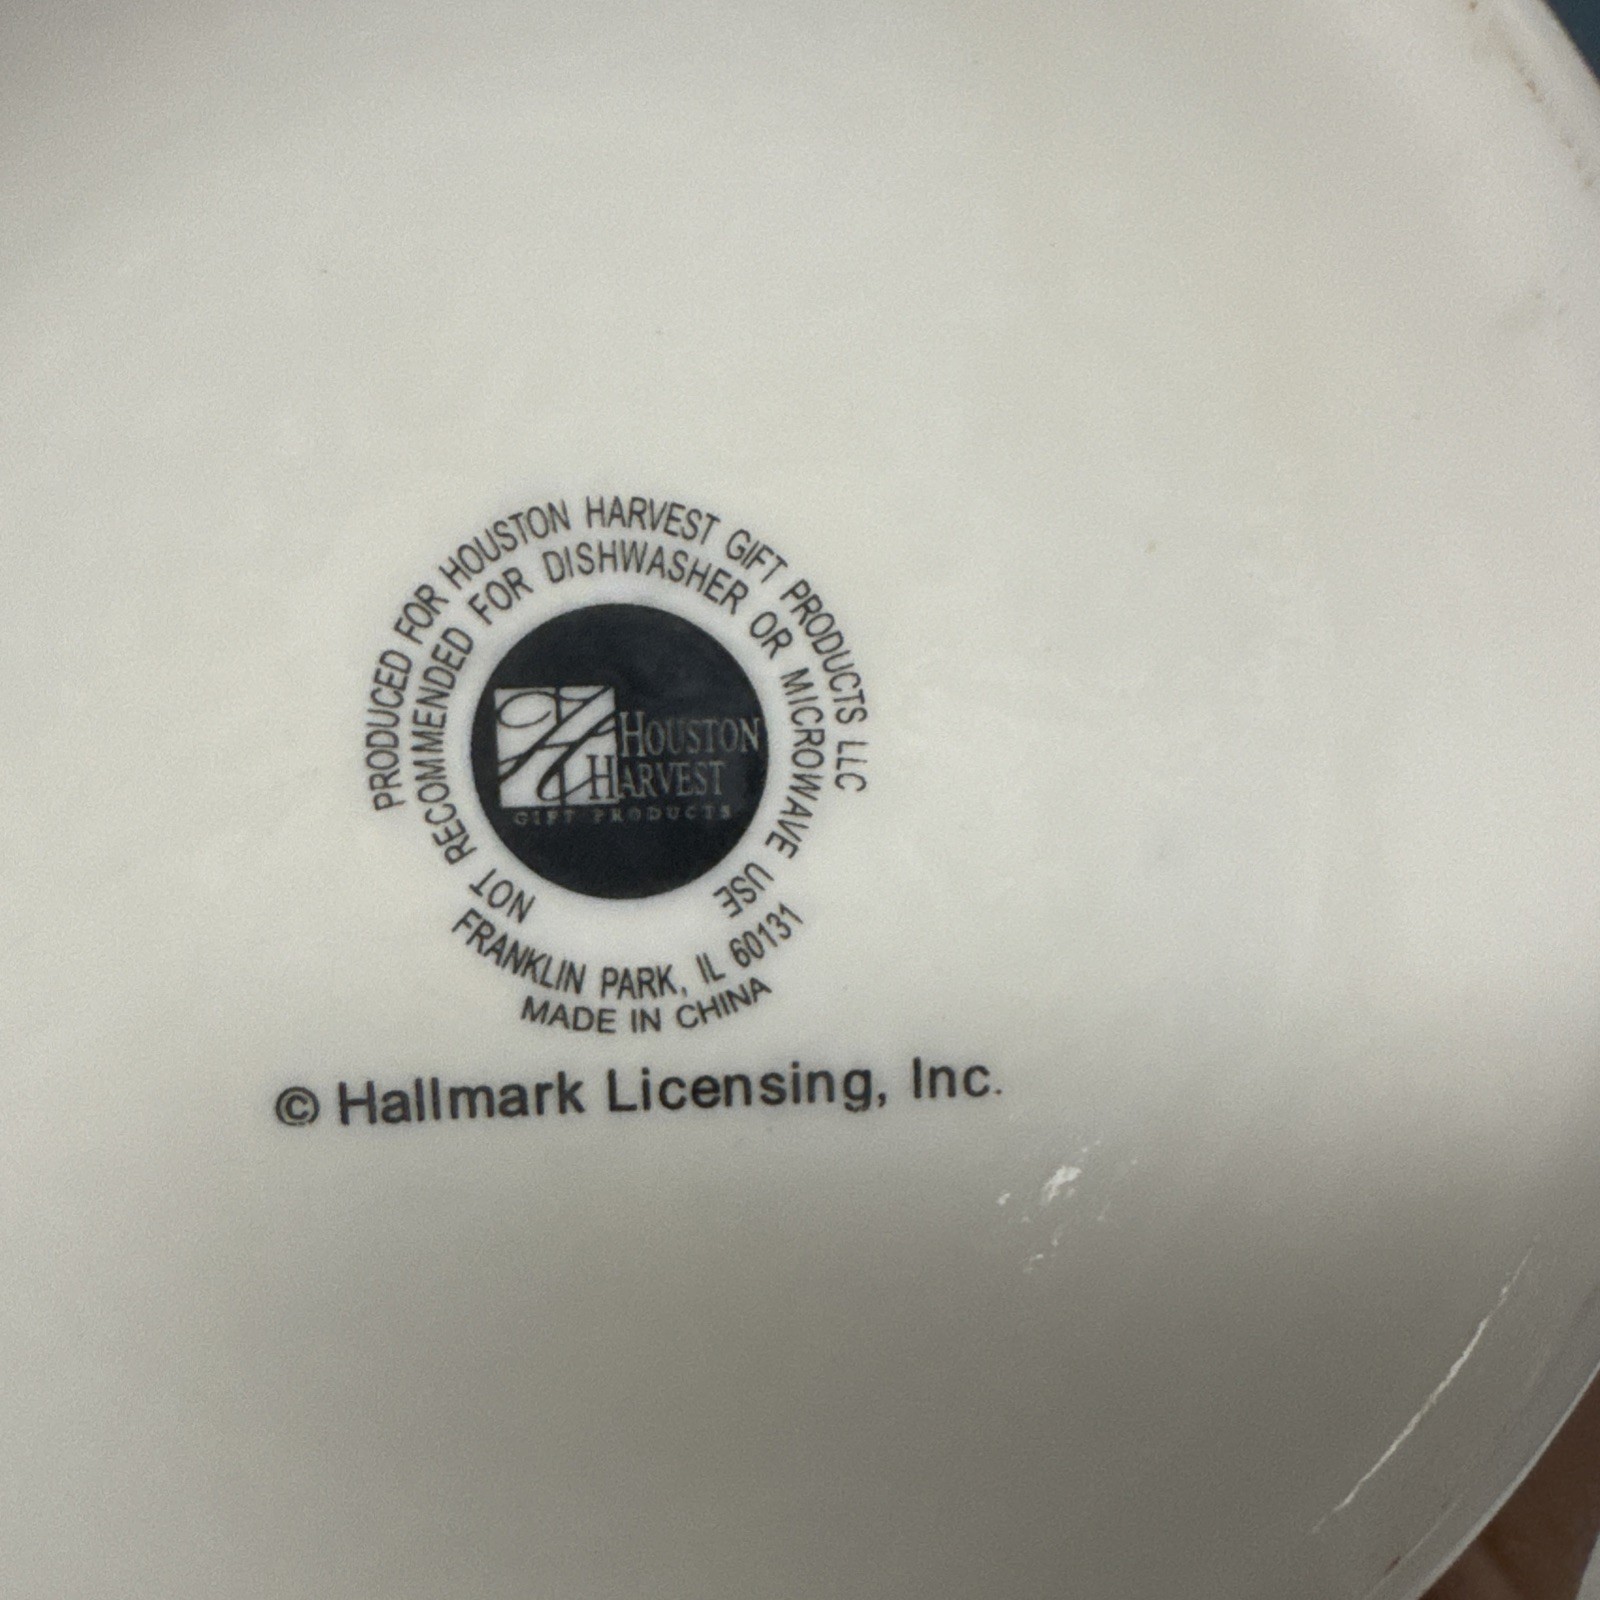 PRODUCED FOR HOUSTON HARVEST GIFT PRODUCTS LLC
NOT RECOMMENDED FOR DISHWASHER OR MICROWAVE USE
HOUSTON
HARVEST
GIFT PRODUCTS
FRANKLIN PARK, IL 60131
MADE IN CHINA
© Hallmark Licensing, Inc.